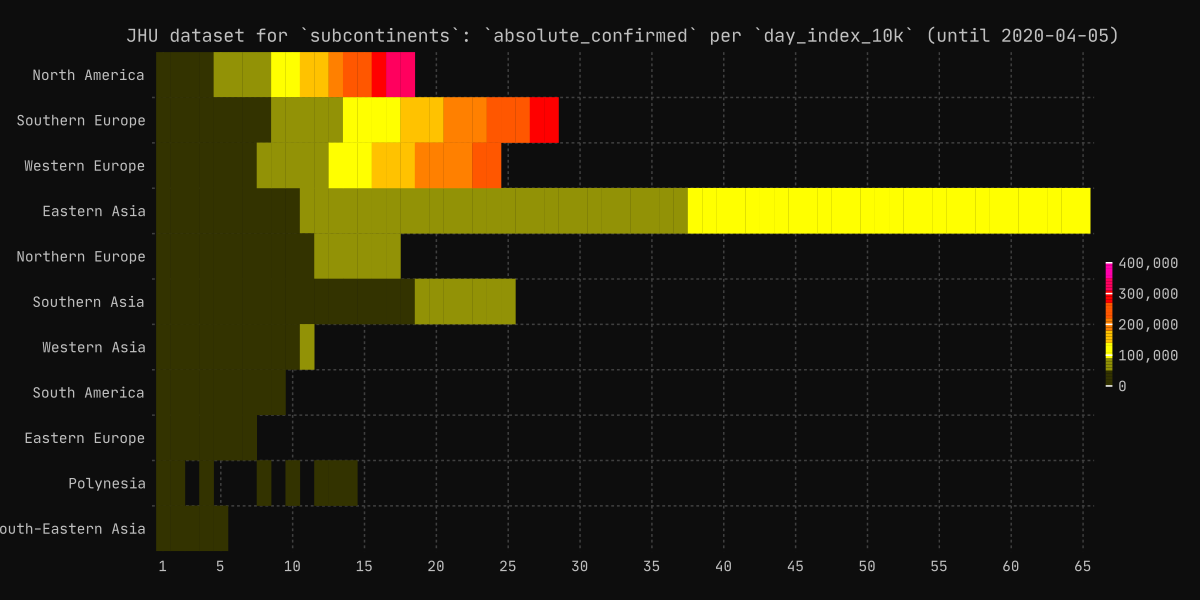 JHU dataset for `subcontinents`: `absolute_confirmed` per `day_index_10k` (until 2020-04-05)
North America
Southern Europe
Western Europe
Eastern Asia
Northern Europe
Southern Asia
Western Asia
South America
Eastern Europe
Polynesia
outh-Eastern Asia
400,000
300,000
200,000
100,000
0
1 5 10 15 20 25 30 35 40 45 50 55 60 65